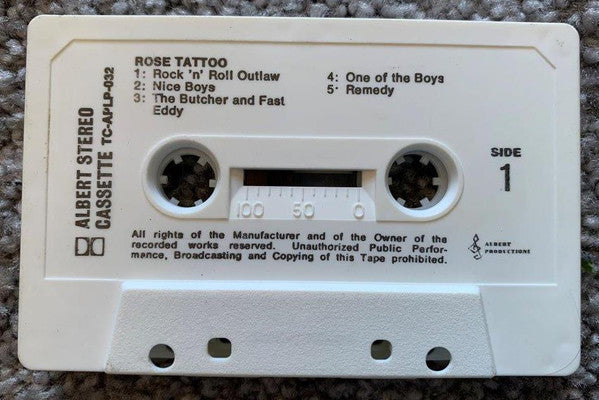 ROSE TATTOO
1: Rock 'n' Roll Outlaw
2: Nice Boys
3: The Butcher and Fast
Eddy
4: One of the Boys
5: Remedy
ALBERT STEREO
CASSETTE TC-APLP-032
SIDE
1
100 50 0
All rights of the Manufacturer and of the Owner of the
recorded works reserved. Unauthorized Public Perfor-
mance, Broadcasting and Copying of this Tape prohibited.
ALBERT
PRODUCTIONS